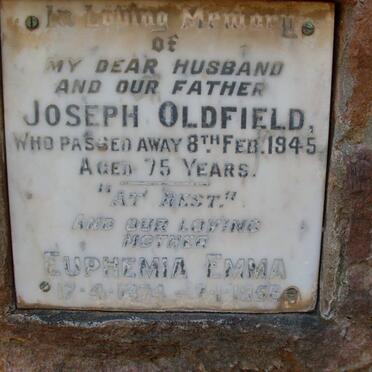 In Loving Memory
of
MY DEAR HUSBAND
AND OUR FATHER
JOSEPH OLDFIELD,
WHO PASSED AWAY 8TH FEB. 1945
AGED 75 YEARS.
"AT REST."
AND OUR LOVING
MOTHER
EUPHEMIA EMMA